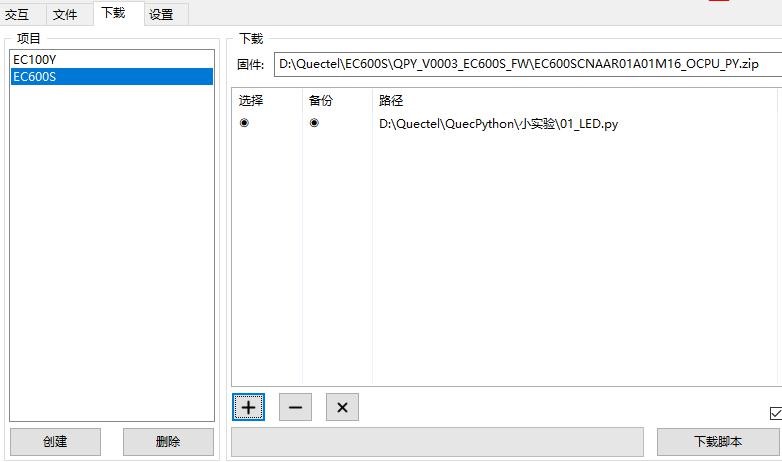 交互 文件 下载 设置
项目
EC100Y
EC600S
创建 删除
下载
固件: D:\Quectel\EC600S\QPY_V0003_EC600S_FW\EC600SCNAAR01A01M16_OCPU_PY.zip
选择 备份 路径
D:\Quectel\QuecPython\小实验\01_LED.py
下载脚本